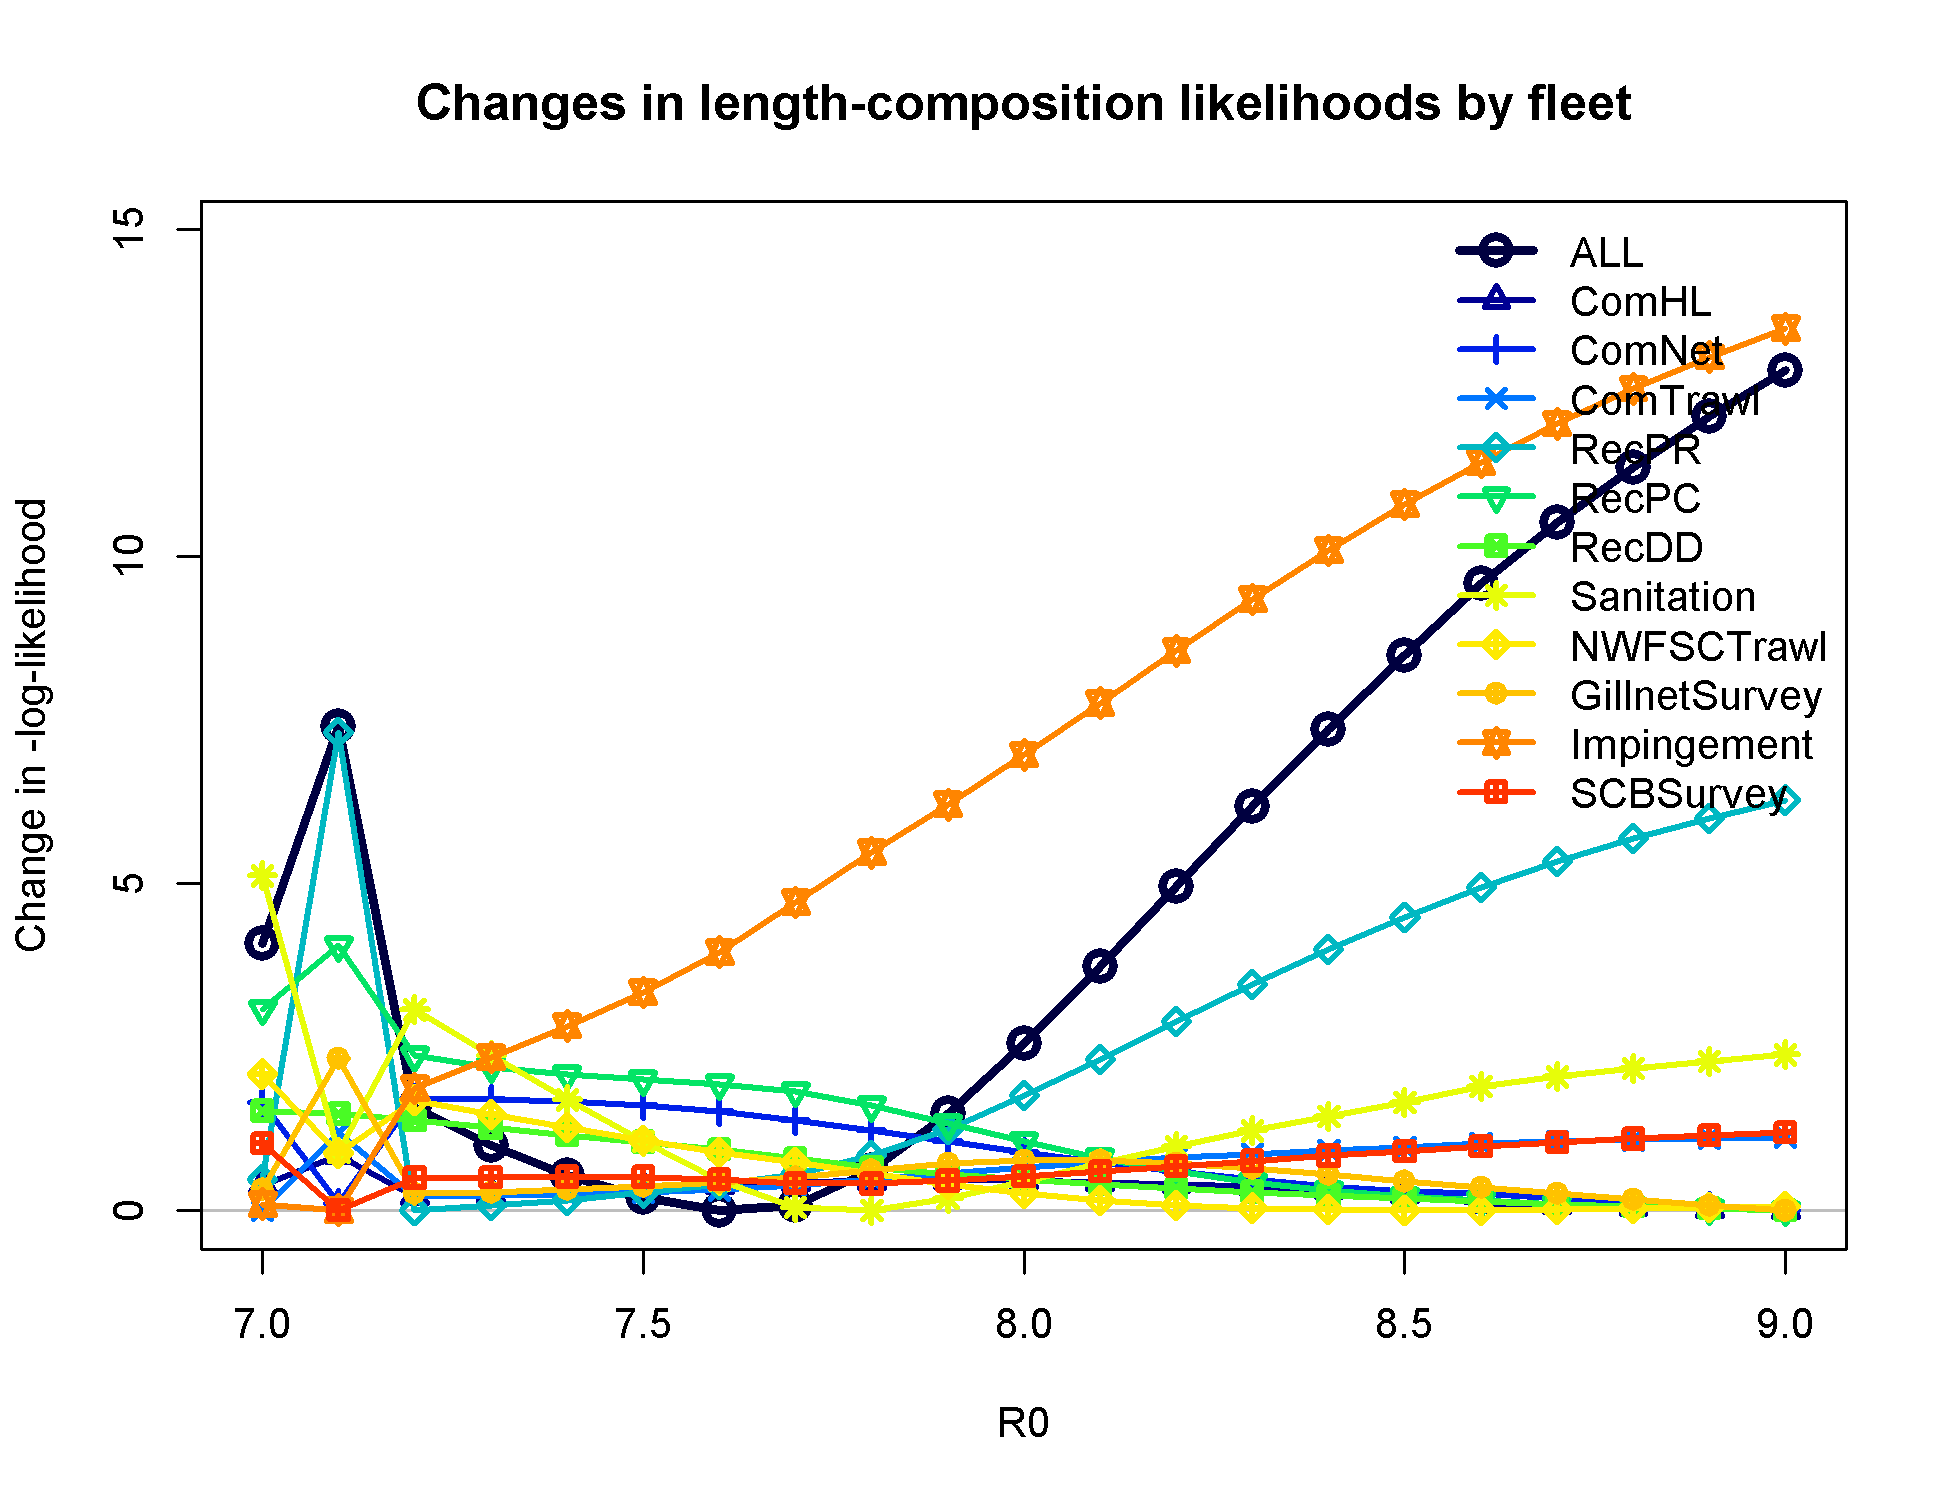 Changes in length-composition likelihoods by fleet
Change in -log-likelihood
15
10
5
0
ALL
ComHL
ComNet
ComTrawl
RecPR
RecPC
RecDD
Sanitation
NWFSCTrawl
GillnetSurvey
Impingement
SCBSurvey
7.0 7.5 8.0 8.5 9.0
R0